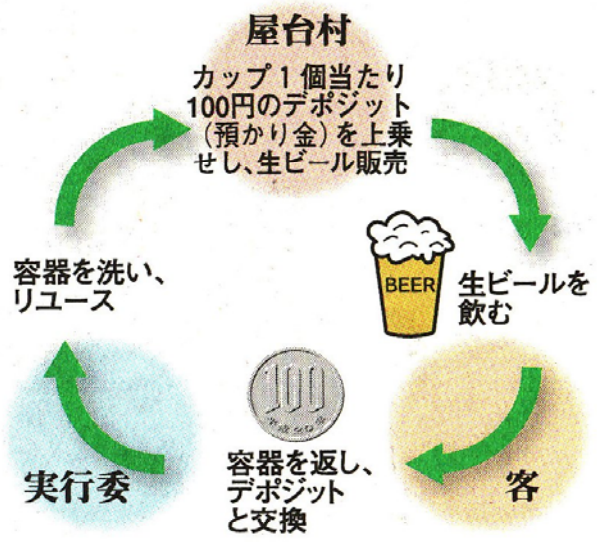 屋台村
カップ1個当たり
100円のデポジット
(預かり金)を上乗
せし、生ビール販売
BEER
生ビールを
飲む
客
100
容器を返し、
デポジット
と交換
実行委
容器を洗い、
リユース